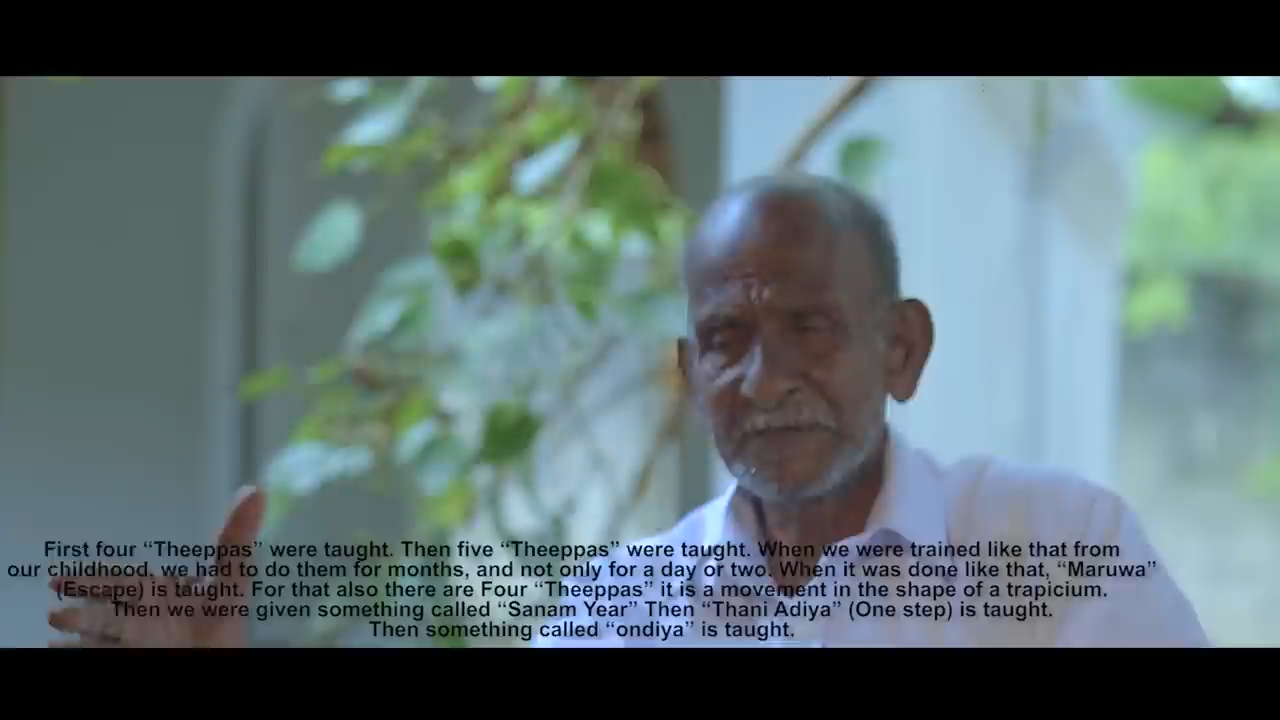 First four “Theeppas” were taught. Then five “Theeppas” were taught. When we were trained like that from
our childhood, we had to do them for months, and not only for a day or two. When it was done like that, “Maruwa”
(Escape) is taught. For that also there are Four “Theeppas” it is a movement in the shape of a trapicium.
Then we were given something called “Sanam Year” Then “Thani Adiya” (One step) is taught.
Then something called “ondiya” is taught.